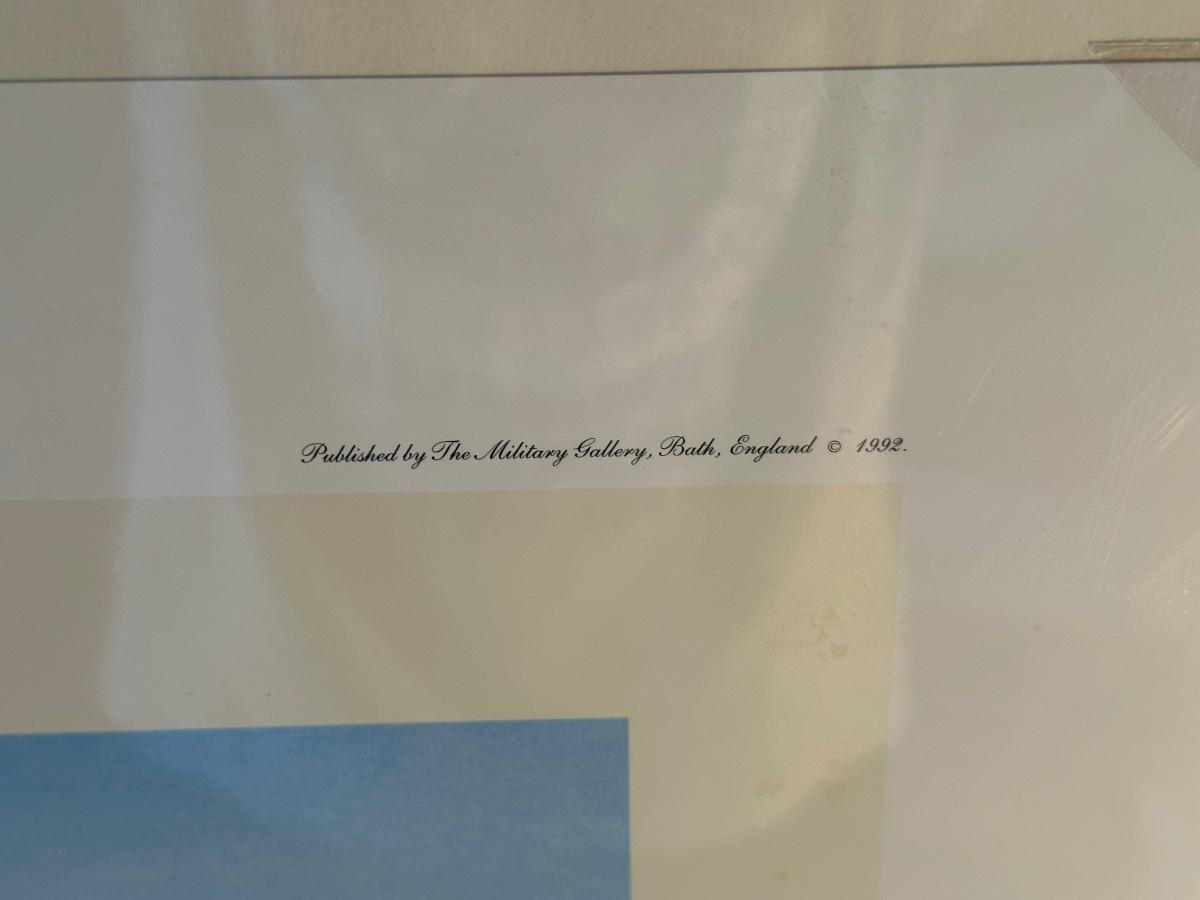 Published by The Military Gallery, Bath, England © 1992.